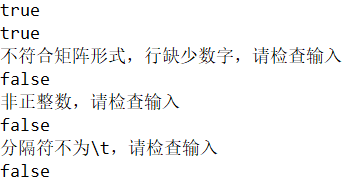 true
true
不符合矩阵形式，行缺少数字，请检查输入
false
非正整数，请检查输入
false
分隔符不为\t，请检查输入
false